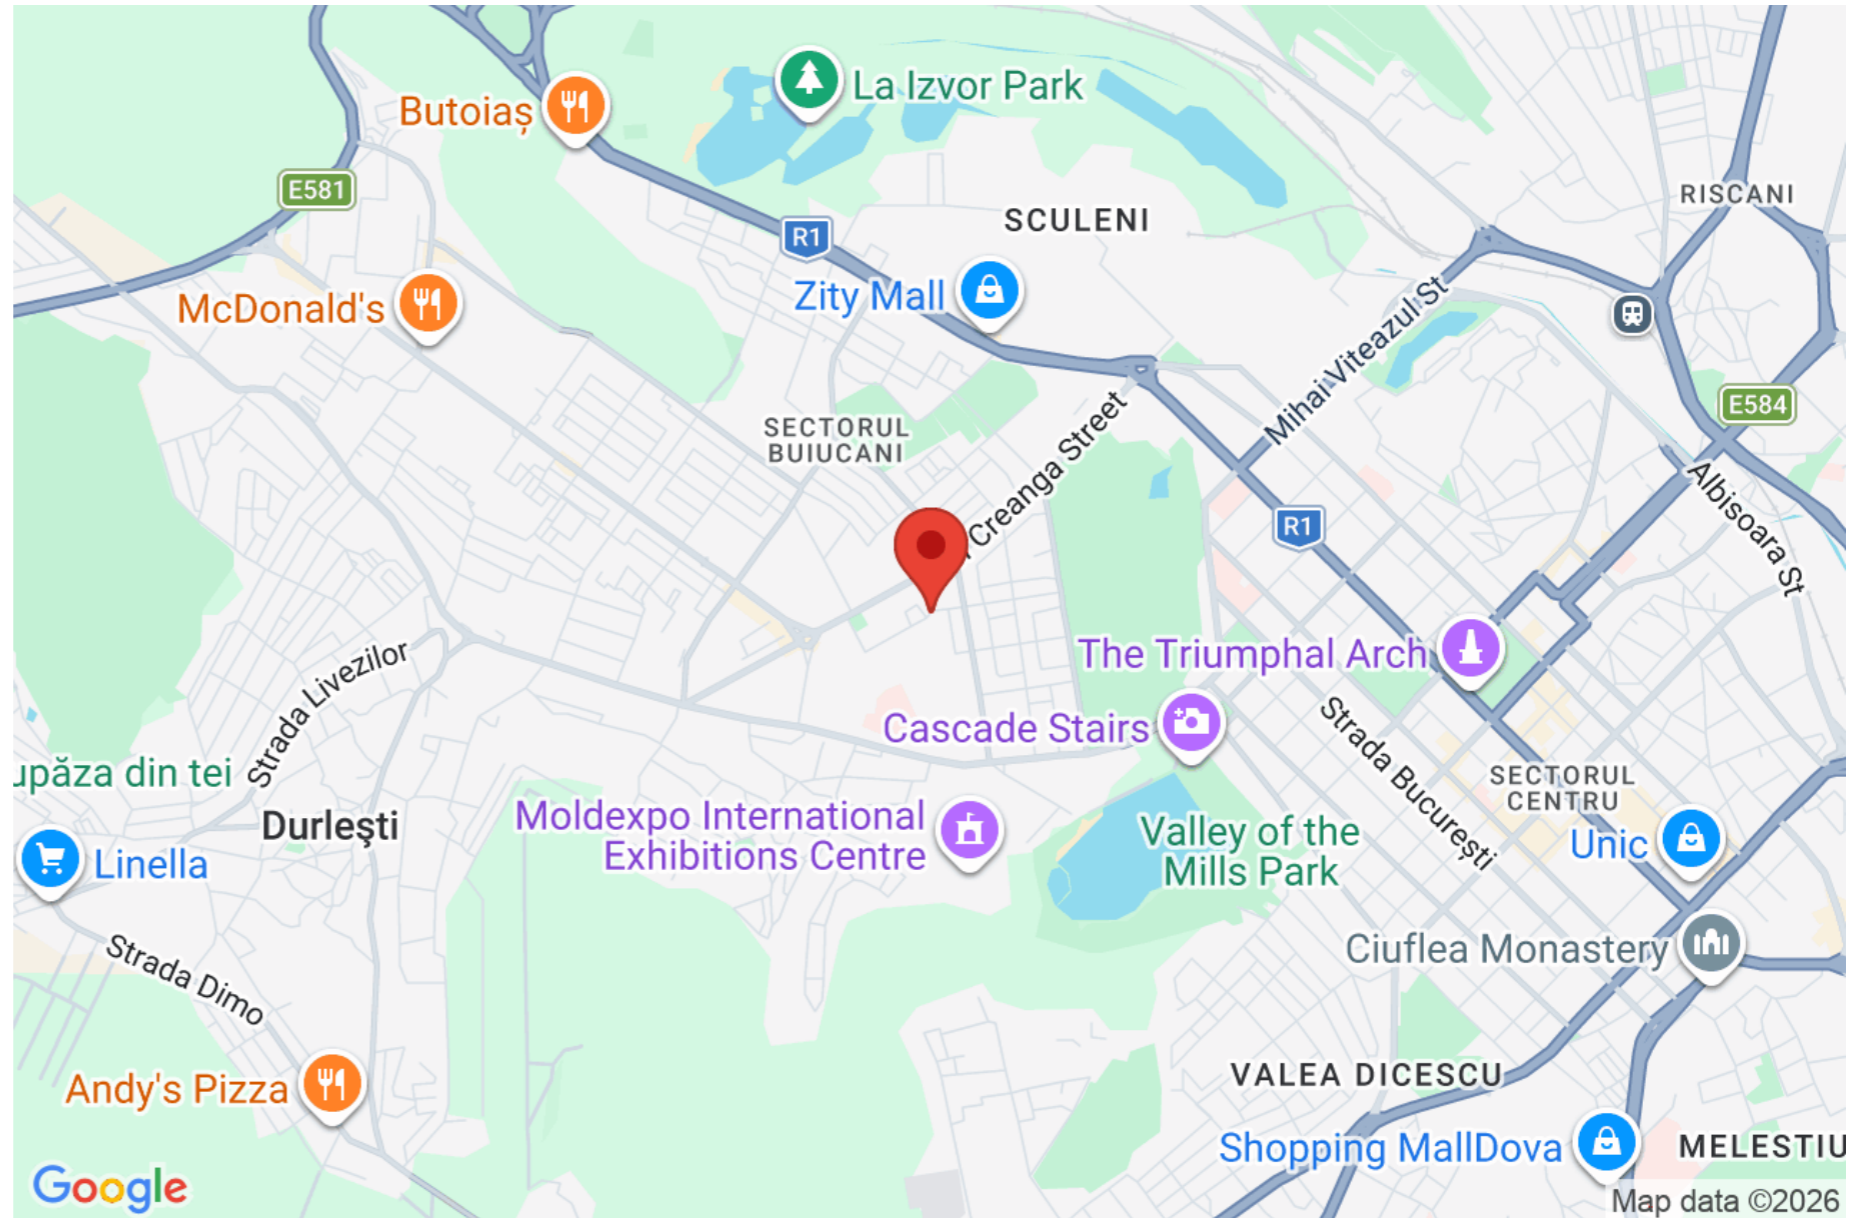 La Izvor Park
Butoiaș
E581
RISCANI
SCULENI
R1
Zity Mall
McDonald's
Mihai Viteazul St
E584
SECTORUL
BUIUCANI
Creanga Street
Albisoara St
R1
The Triumphal Arch
Strada Livezilor
Cascade Stairs
Strada București
upăza din tei
SECTORUL
CENTRU
Durleşti
Moldexpo International
Exhibitions Centre
Valley of the
Mills Park
Unic
Linella
Strada Dimo
Ciuflea Monastery
VALEA DICESCU
Andy's Pizza
Shopping MallDova
MELESTIU
Google
Map data ©2026